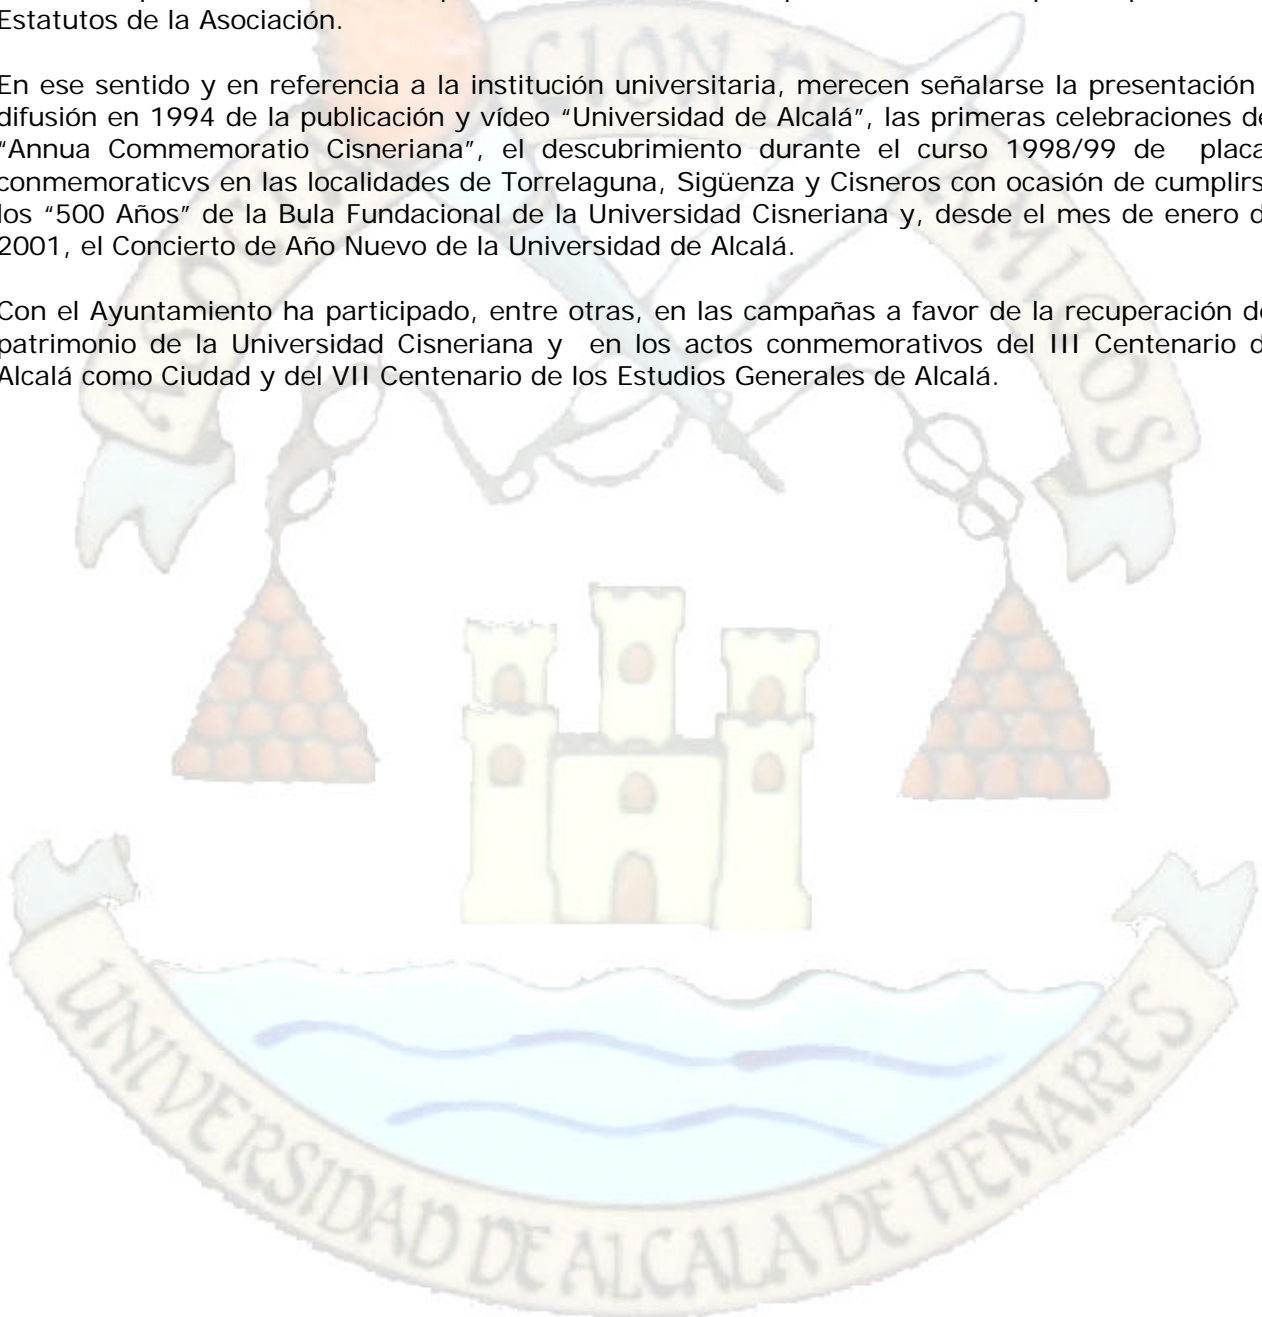 Estatutos de la Asociación.
En ese sentido y en referencia a la institución universitaria, merecen señalarse la presentación
difusión en 1994 de la publicación y vídeo “Universidad de Alcalá”, las primeras celebraciones de
“Annua Commemoratio Cisneriana”, el descubrimiento durante el curso 1998/99 de placa
conmemoraticvs en las localidades de Torrelaguna, Sigüenza y Cisneros con ocasión de cumplirs
los “500 Años” de la Bula Fundacional de la Universidad Cisneriana y, desde el mes de enero d
2001, el Concierto de Año Nuevo de la Universidad de Alcalá.
Con el Ayuntamiento ha participado, entre otras, en las campañas a favor de la recuperación de
patrimonio de la Universidad Cisneriana y en los actos conmemorativos del III Centenario d
Alcalá como Ciudad y del VII Centenario de los Estudios Generales de Alcalá.
ASOCIACION DE AMIGOS
UNIVERSIDAD DE ALCALA DE HENARES